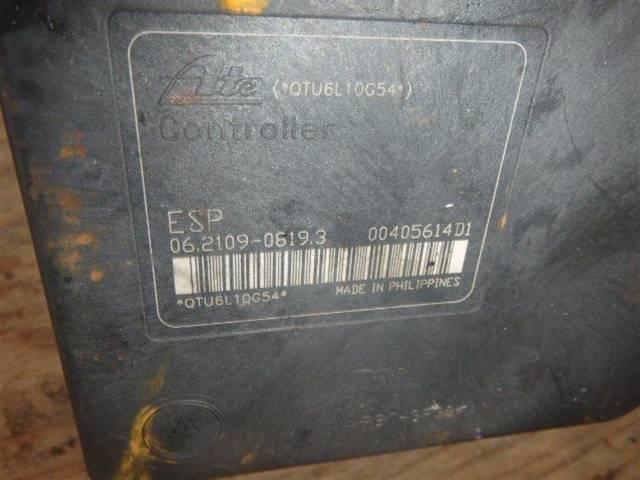 Ate (*QTU6L10G54*)
Controller
ESP
06.2109-0619.3 00405614D1
*QTU6L10G54*
MADE IN PHILIPPINES